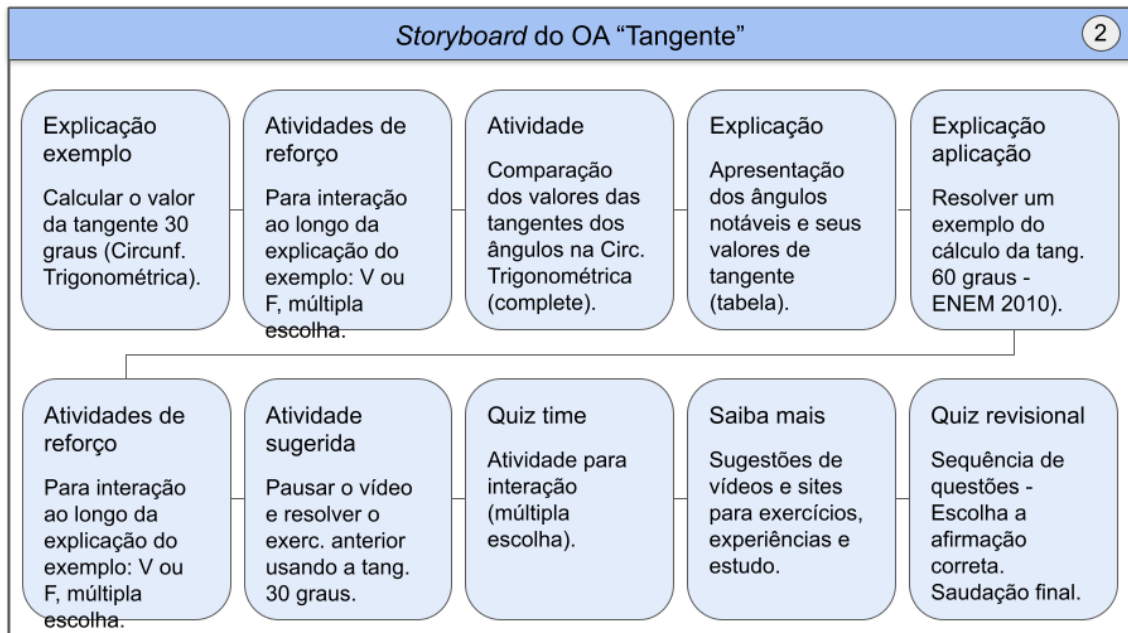 Storyboard do OA “Tangente”
2
Explicação
exemplo
Calcular o valor
da tangente 30
graus (Circunf.
Trigonométrica).
Atividades de
reforço
Para interação
ao longo da
explicação do
exemplo: V ou
F, múltipla
escolha.
Atividade
Comparação
dos valores das
tangentes dos
ângulos na Circ.
Trigonométrica
(complete).
Explicação
Apresentação
dos ângulos
notáveis e seus
valores de
tangente
(tabela).
Explicação
aplicação
Resolver um
exemplo do
cálculo da tang.
60 graus -
ENEM 2010).
Atividades de
reforço
Para interação
ao longo da
explicação do
exemplo: V ou
F, múltipla
escolha.
Atividade
sugerida
Pausar o vídeo
e resolver o
exerc. anterior
usando a tang.
30 graus.
Quiz time
Atividade para
interação
(múltipla
escolha).
Saiba mais
Sugestões de
vídeos e sites
para exercícios,
experiências e
estudo.
Quiz revisional
Sequência de
questões -
Escolha a
afirmação
correta.
Saudação final.